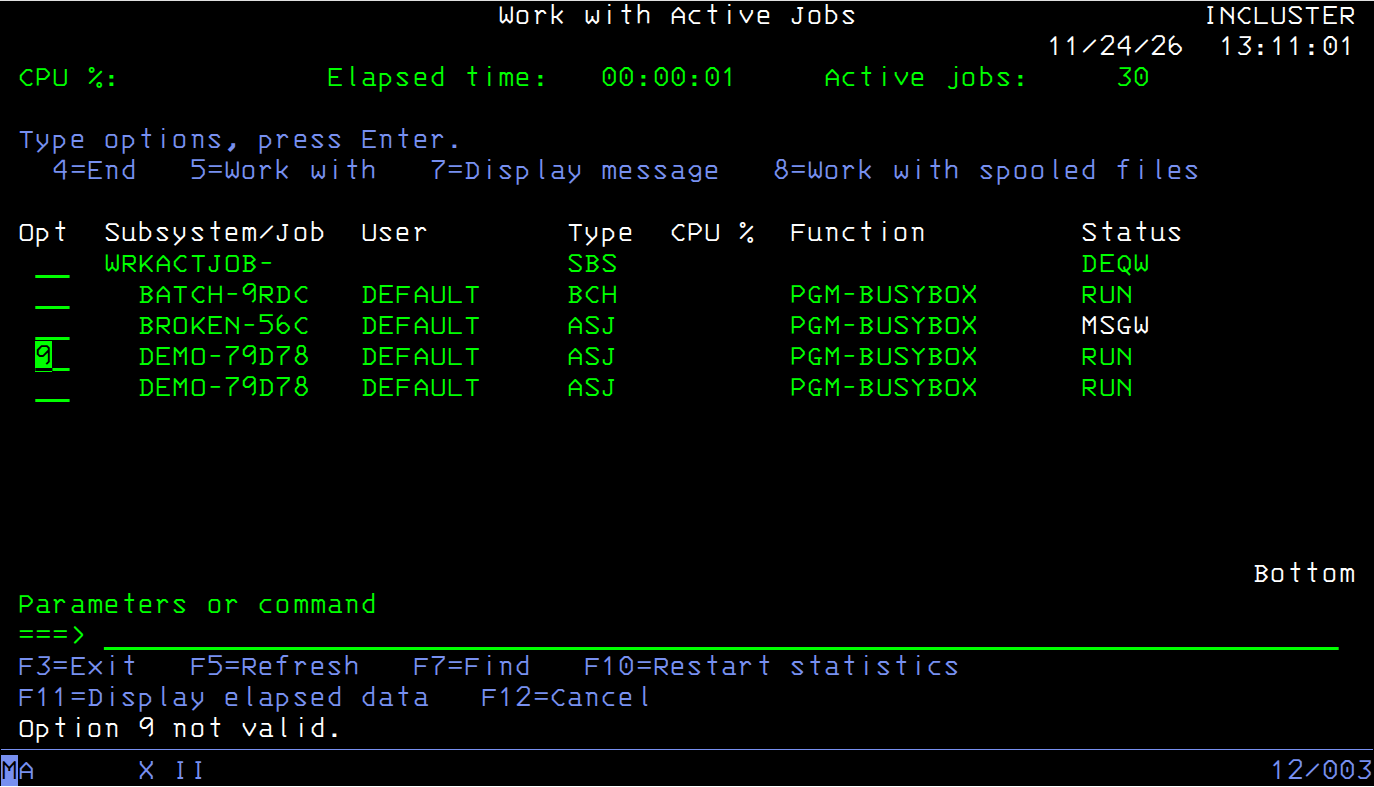 Work with Active Jobs INCLUSTER
11/24/26 13:11:01
CPU %: Elapsed time: 00:00:01 Active jobs: 30
Type options, press Enter.
4=End 5=Work with 7=Display message 8=Work with spooled files
Opt Subsystem/Job User Type CPU % Function Status
__ WRKACTJOB- SBS DEQW
__ BATCH-9RDC DEFAULT BCH PGM-BUSYBOX RUN
__ BROKEN-56C DEFAULT ASJ PGM-BUSYBOX MSGW
9_ DEMO-79D78 DEFAULT ASJ PGM-BUSYBOX RUN
__ DEMO-79D78 DEFAULT ASJ PGM-BUSYBOX RUN
Bottom
Parameters or command
===>
F3=Exit F5=Refresh F7=Find F10=Restart statistics
F11=Display elapsed data F12=Cancel
Option 9 not valid.
MA X II 12/003